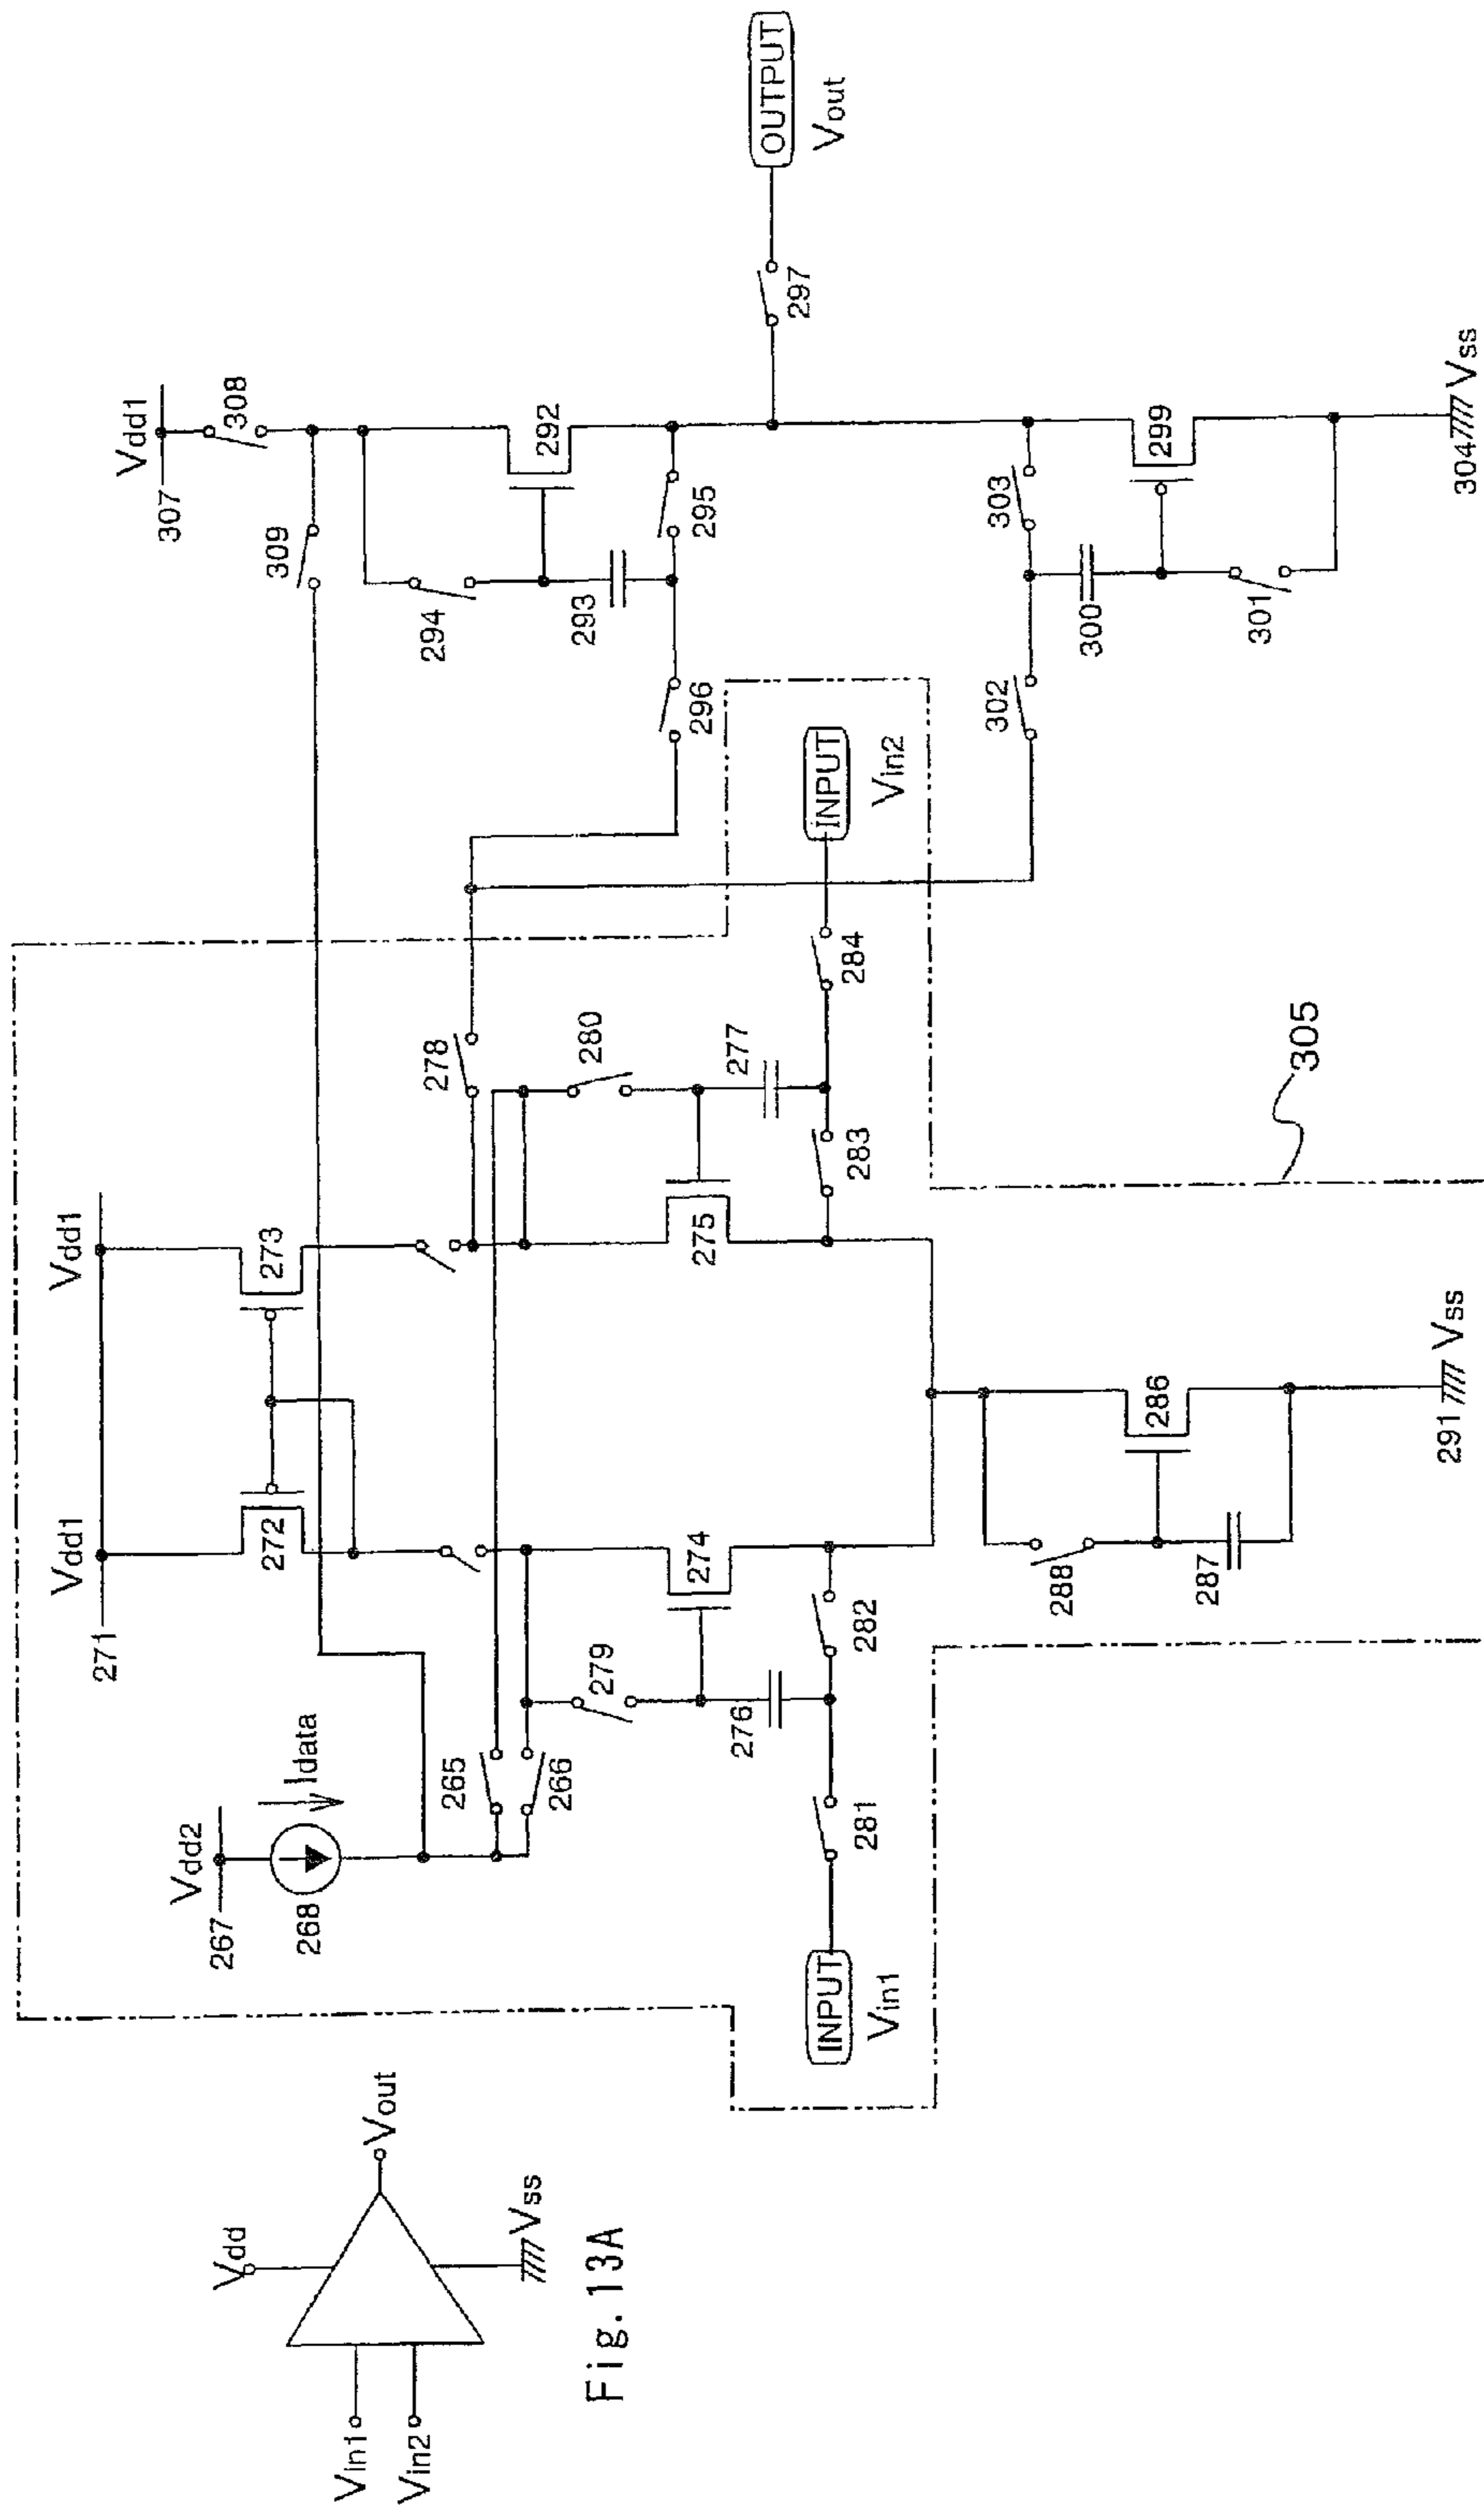 Vdd
Vin1
Vin2
Vout
Vss
Fig. 13A
Vdd2
267
268
Idata
271
Vdd1
Vdd1
272
273
265
266
279
274
276
281
282
INPUT
Vin1
278
280
275
277
283
284
INPUT
Vin2
288
286
287
291
Vss
305
Vdd1
307
308
309
294
292
293
295
296
297
OUTPUT
Vout
302
303
300
299
301
304
Vss